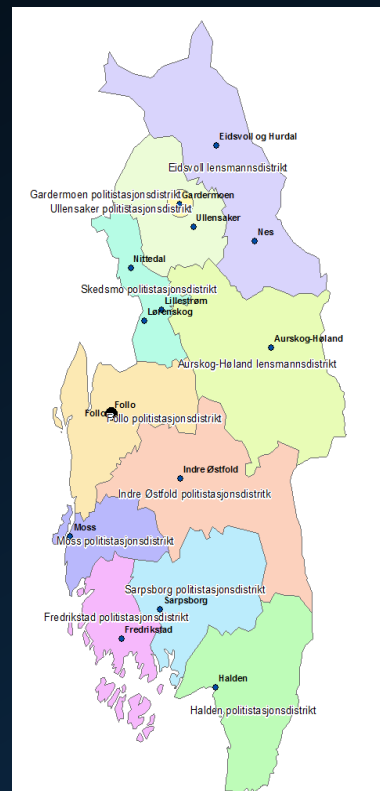 Eidsvoll og Hurdal
Eidsvoll lensmannsdistrikt
Gardermoen politistasjonsdistrikt
Gardermoen
Ullensaker politistasjonsdistrikt
Ullensaker
Nes
Nittedal
Skedsmo politistasjonsdistrikt
Lillestrøm
Lørenskog
Aurskog-Høland
Aurskog-Høland lensmannsdistrikt
Follo
Follo
Follo politistasjonsdistrikt
Indre Østfold
Indre Østfold politistasjonsdistritk
Moss
Moss politistasjonsdistrikt
Sarpsborg politistasjonsdistrikt
Sarpsborg
Fredrikstad politistasjonsdistrikt
Fredrikstad
Halden
Halden politistasjonsdistrikt